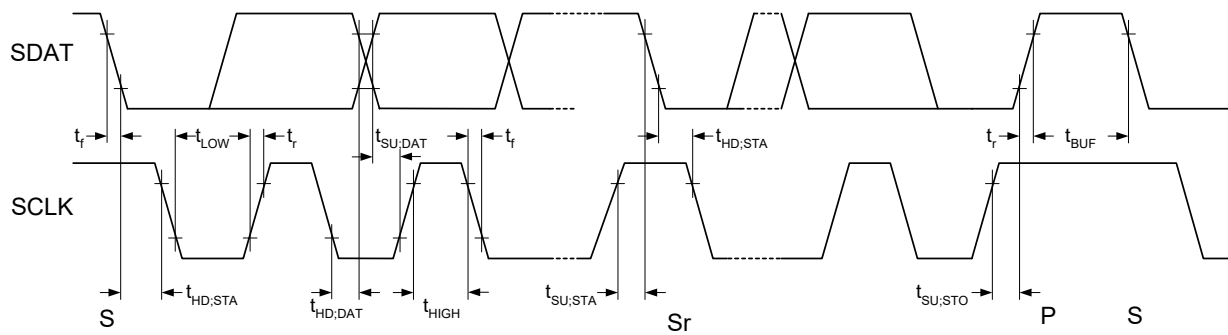 SDAT
t_f
t_LOW
t_r
t_SU;DAT
t_f
t_HD;STA
t_r
t_BUF
SCLK
t_HD;STA
t_HD;DAT
t_HIGH
t_SU;STA
t_SU;STO
S
Sr
P
S